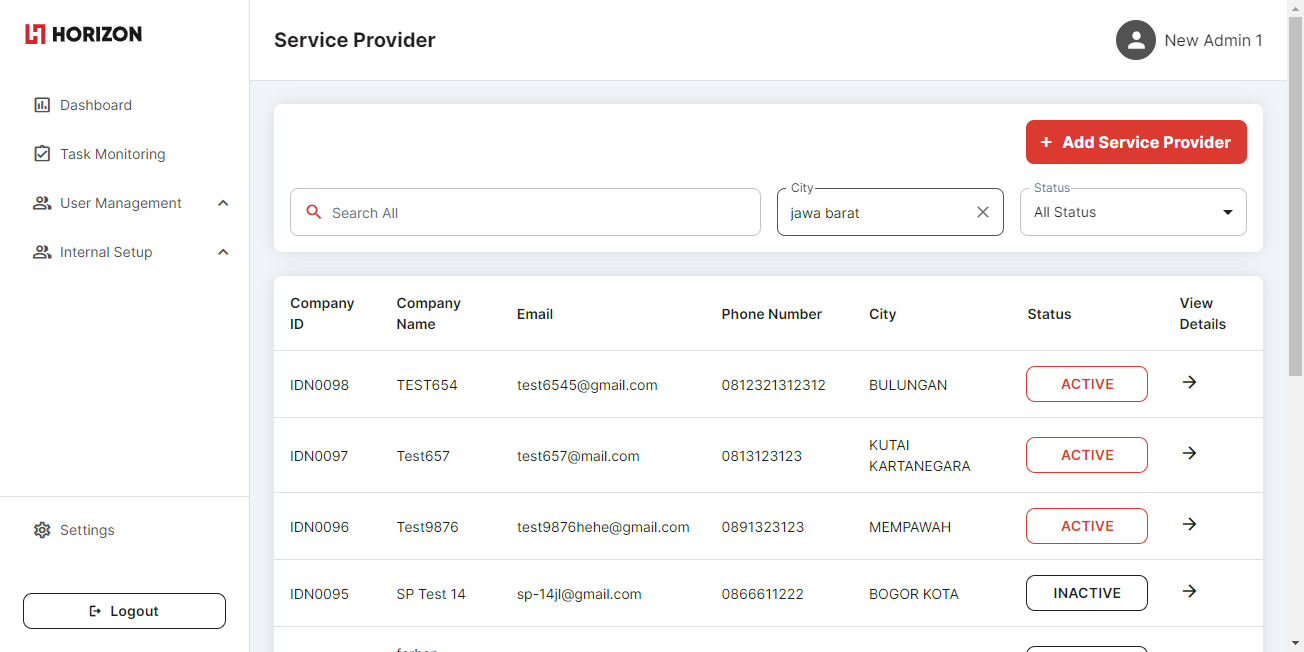 HORIZON
Service Provider
New Admin 1
Dashboard
Task Monitoring
User Management
Internal Setup
Settings
Logout
+ Add Service Provider
Search All
City
jawa barat
Status
All Status
Company ID
Company Name
Email
Phone Number
City
Status
View Details
IDN0098 TEST654 test6545@gmail.com 0812321312312 BULUNGAN ACTIVE
IDN0097 Test657 test657@mail.com 0813123123 KUTAI KARTANEGARA ACTIVE
IDN0096 Test9876 test9876hehe@gmail.com 0891323123 MEMPAWAH ACTIVE
IDN0095 SP Test 14 sp-14jl@gmail.com 0866611222 BOGOR KOTA INACTIVE